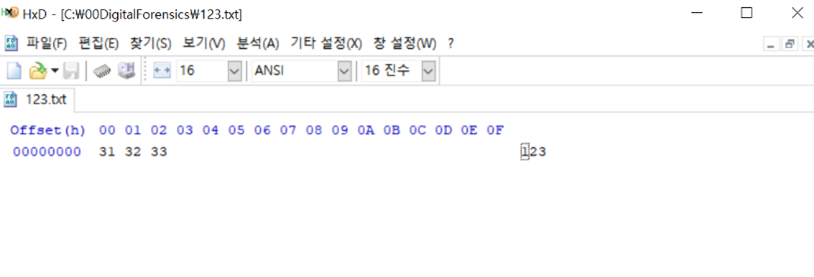 HxD - [C:₩00DigitalForensics₩123.txt]
파일(F) 편집(E) 찾기(S) 보기(V) 분석(A) 기타 설정(X) 창 설정(W) ?
16 ANSI 16 진수
123.txt
Offset(h) 00 01 02 03 04 05 06 07 08 09 0A 0B 0C 0D 0E 0F
00000000 31 32 33 123